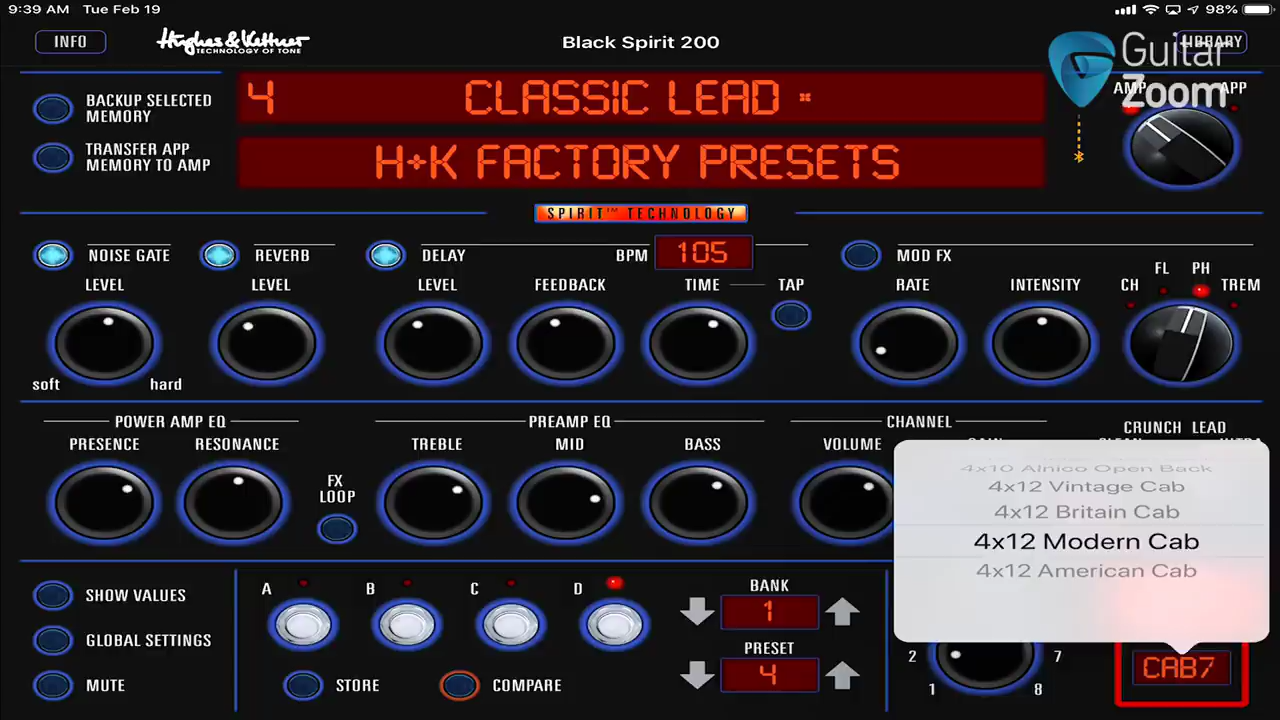 9:39 AM Tue Feb 19 98%
INFO Hughes & Kettner TECHNOLOGY OF TONE Black Spirit 200 LIBRARY
Guitar Zoom
BACKUP SELECTED MEMORY
4 CLASSIC LEAD
AMP APP
TRANSFER APP MEMORY TO AMP
H+K FACTORY PRESETS
SPIRIT™ TECHNOLOGY
NOISE GATE REVERB DELAY BPM 105 MOD FX
LEVEL LEVEL LEVEL FEEDBACK TIME TAP RATE INTENSITY CH FL PH TREM
soft hard
POWER AMP EQ PREAMP EQ CHANNEL
PRESENCE RESONANCE TREBLE MID BASS VOLUME
CRUNCH LEAD
FX LOOP
4x10 Alnico Open Back
4x12 Vintage Cab
4x12 Britain Cab
4x12 Modern Cab
4x12 American Cab
SHOW VALUES
GLOBAL SETTINGS
MUTE
A B C D
BANK
1
PRESET
4
STORE COMPARE
2 7
1 8
CAB7